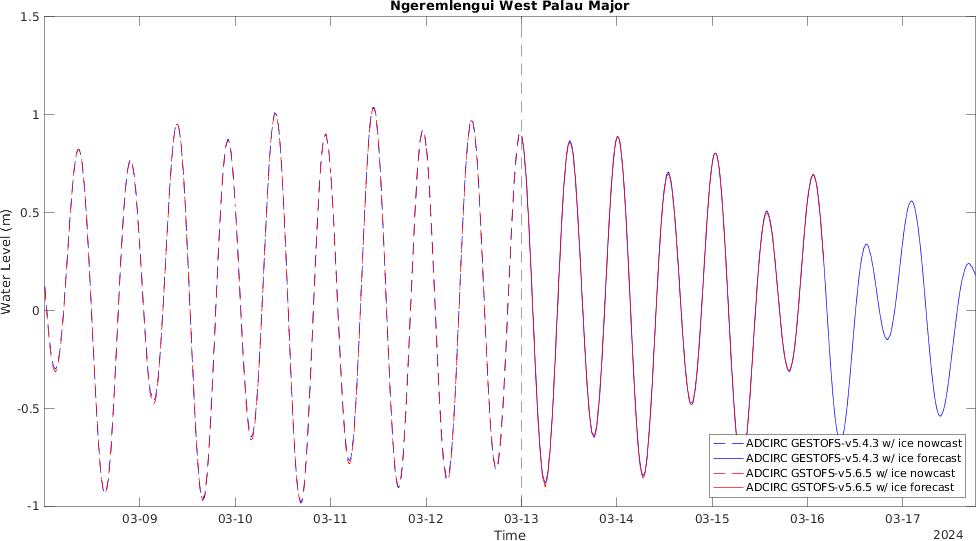 Ngeremlengui West Palau Major
1.5
1
0.5
0
-0.5
-1
Water Level (m)
ADCIRC GESTOFS-v5.4.3 w/ ice nowcast
ADCIRC GESTOFS-v5.4.3 w/ ice forecast
ADCIRC GSTOFS-v5.6.5 w/ ice nowcast
ADCIRC GSTOFS-v5.6.5 w/ ice forecast
03-09 03-10 03-11 03-12 03-13 03-14 03-15 03-16 03-17
Time
2024